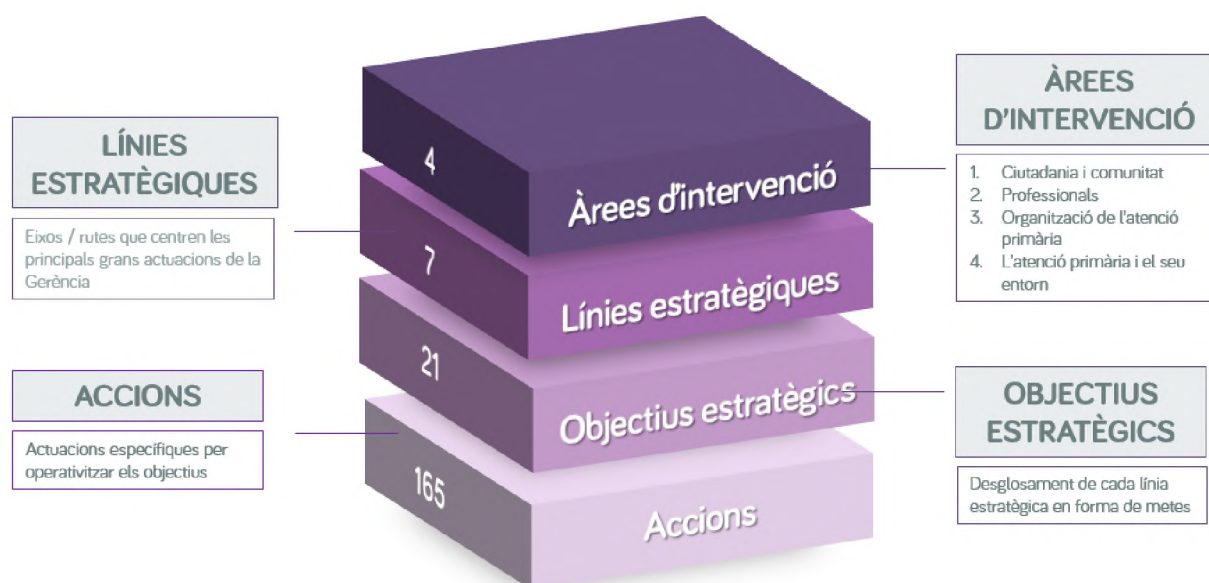 LÍNIES
ESTRATÈGIQUES
Eixos / rutes que centren les
principals grans actuacions de la
Gerència
ACCIONS
Actuacions específiques per
operativitzar els objectius
4
Àrees d'intervenció
7
Línies estratègiques
21
Objectius estratègics
165
Accions
ÀREES
D'INTERVENCIÓ
1. Ciutadania i comunitat
2. Professionals
3. Organització de l'atenció
primària
4. L'atenció primària i el seu
entorn
OBJECTIUS
ESTRATÈGICS
Desglosament de cada línia
estratègica en forma de metes